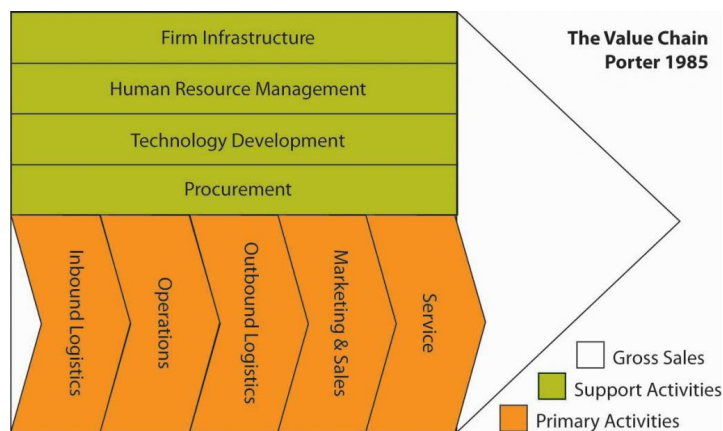 Firm Infrastructure
The Value Chain
Porter 1985
Human Resource Management
Technology Development
Procurement
Inbound Logistics
Operations
Outbound
Logistics
Marketing & Sales
Service
Gross Sales
Support Activities
Primary Activities